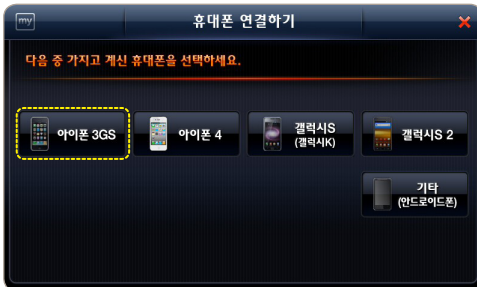 my
휴대폰 연결하기
다음 중 가지고 계신 휴대폰을 선택하세요.
아이폰 3GS
아이폰 4
갤럭시S
(갤럭시K)
갤럭시S 2
기타
(안드로이드폰)